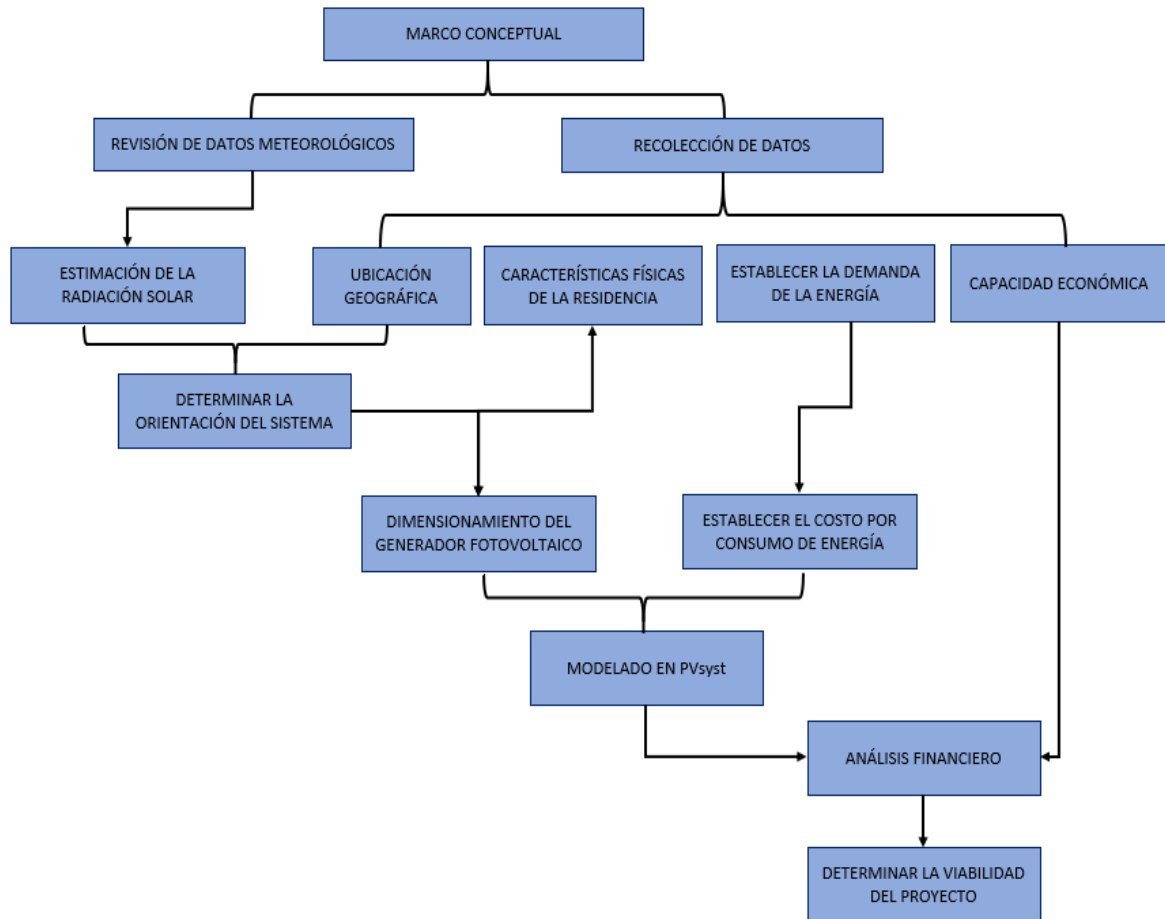 MARCO CONCEPTUAL
REVISIÓN DE DATOS METEOROLÓGICOS
RECOLECCIÓN DE DATOS
ESTIMACIÓN DE LA
RADIACIÓN SOLAR
UBICACIÓN
GEOGRÁFICA
CARACTERÍSTICAS FÍSICAS
DE LA RESIDENCIA
ESTABLECER LA DEMANDA
DE LA ENERGÍA
CAPACIDAD ECONÓMICA
DETERMINAR LA
ORIENTACIÓN DEL SISTEMA
DIMENSIONAMIENTO DEL
GENERADOR FOTOVOLTAICO
ESTABLECER EL COSTO POR
CONSUMO DE ENERGÍA
MODELADO EN PVsyst
ANÁLISIS FINANCIERO
DETERMINAR LA VIABILIDAD
DEL PROYECTO